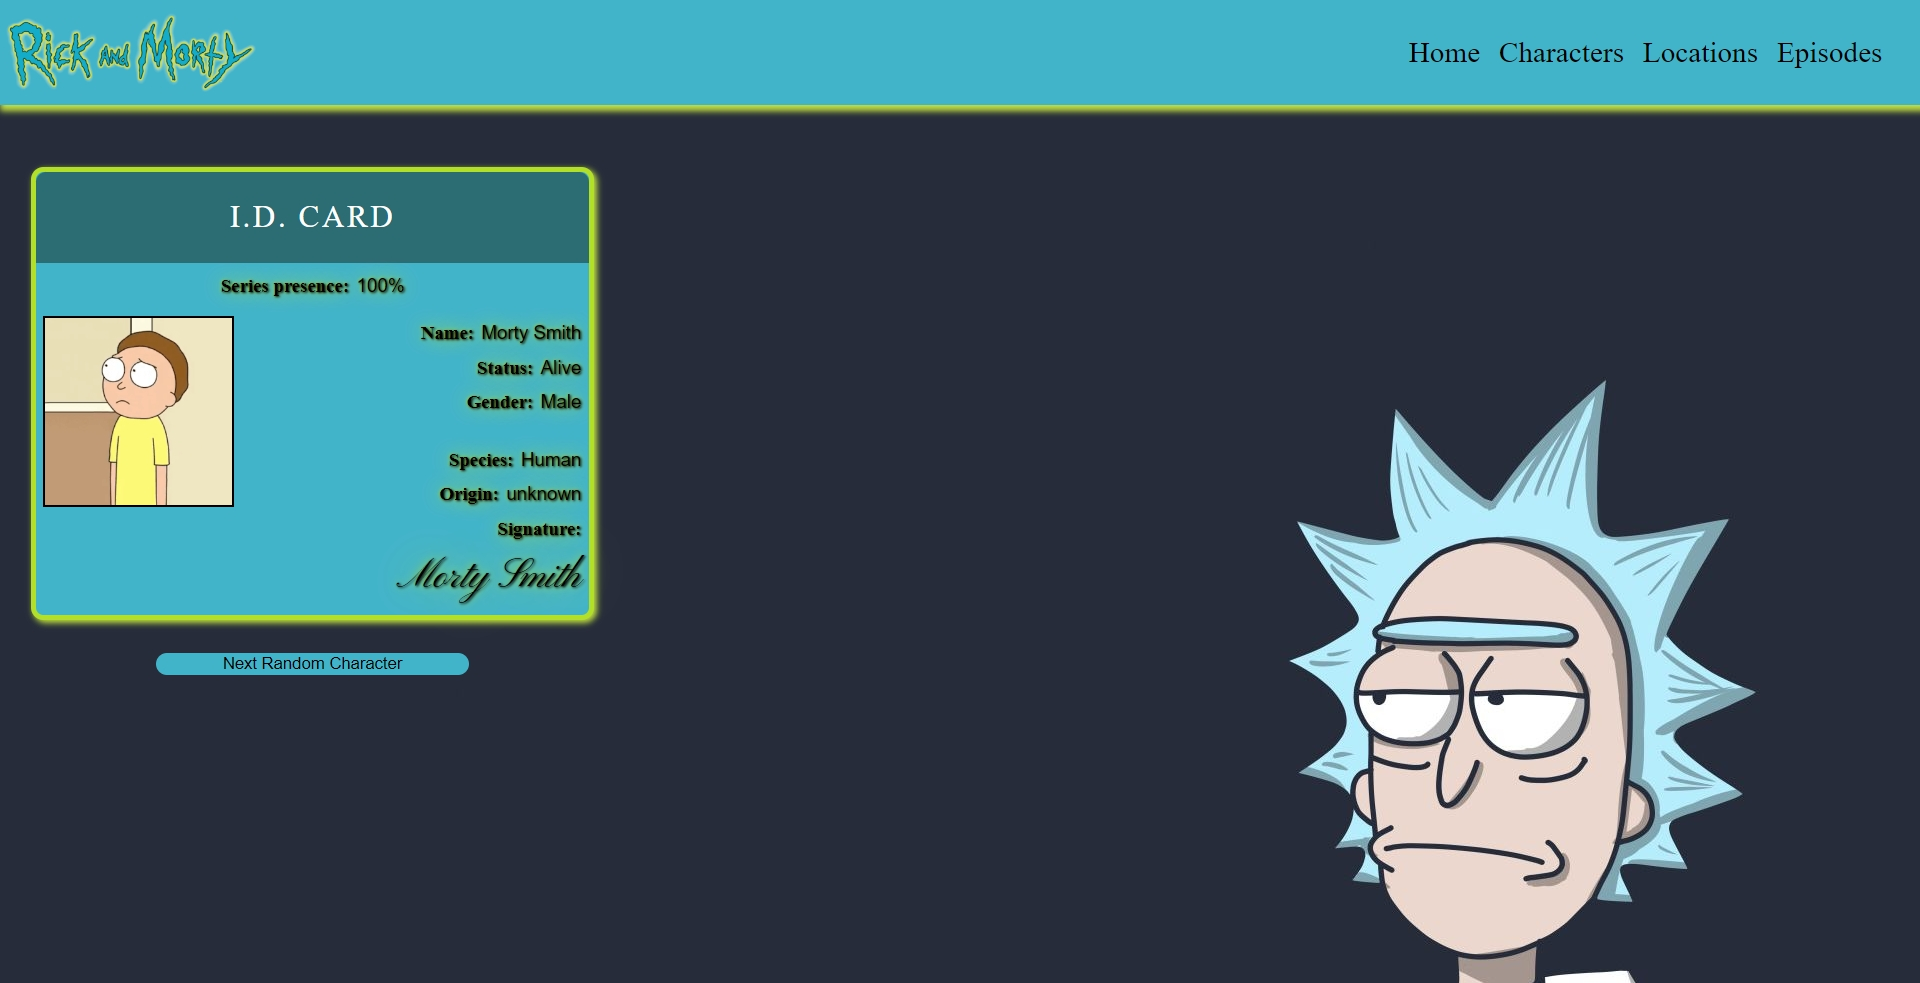 Rick and Morty
Home Characters Locations Episodes
I.D. CARD
Series presence: 100%
Name: Morty Smith
Status: Alive
Gender: Male
Species: Human
Origin: unknown
Signature:
Morty Smith
Next Random Character